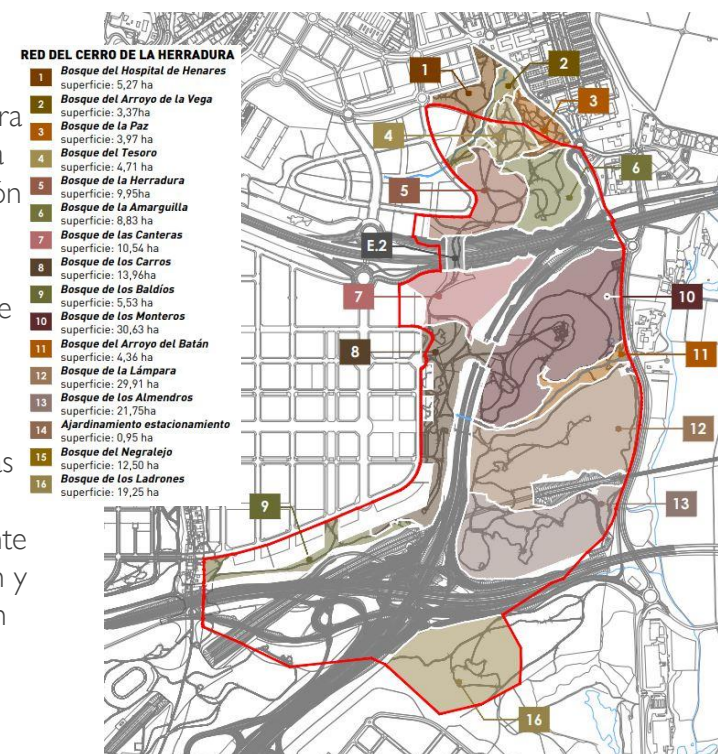 RED DEL CERRO DE LA HERRADURA
1 Bosque del Hospital de Henares
superficie: 5,27 ha
2 Bosque del Arroyo de la Vega
superficie: 3,37ha
3 Bosque de la Paz
superficie: 3,97 ha
4 Bosque del Tesoro
superficie: 4,71 ha
5 Bosque de la Herradura
superficie: 9,95ha
6 Bosque de la Amarguilla
superficie: 8,83 ha
7 Bosque de las Canteras
superficie: 10,54 ha
8 Bosque de los Carros
superficie: 13,96ha
9 Bosque de los Baldíos
superficie: 5,53 ha
10 Bosque de los Monteros
superficie: 30,63 ha
11 Bosque del Arroyo del Batán
superficie: 4,36 ha
12 Bosque de la Lámpara
superficie: 29,91 ha
13 Bosque de los Almendros
superficie: 21,75ha
14 Ajardinamiento estacionamiento
superficie: 0,95 ha
15 Bosque del Negralejo
superficie: 12,50 ha
16 Bosque de los Ladrones
superficie: 19,25 ha
ra
a
ón
e
as
nte
n y
n
1
2
3
4
5
6
E.2
7
10
8
11
12
9
13
16